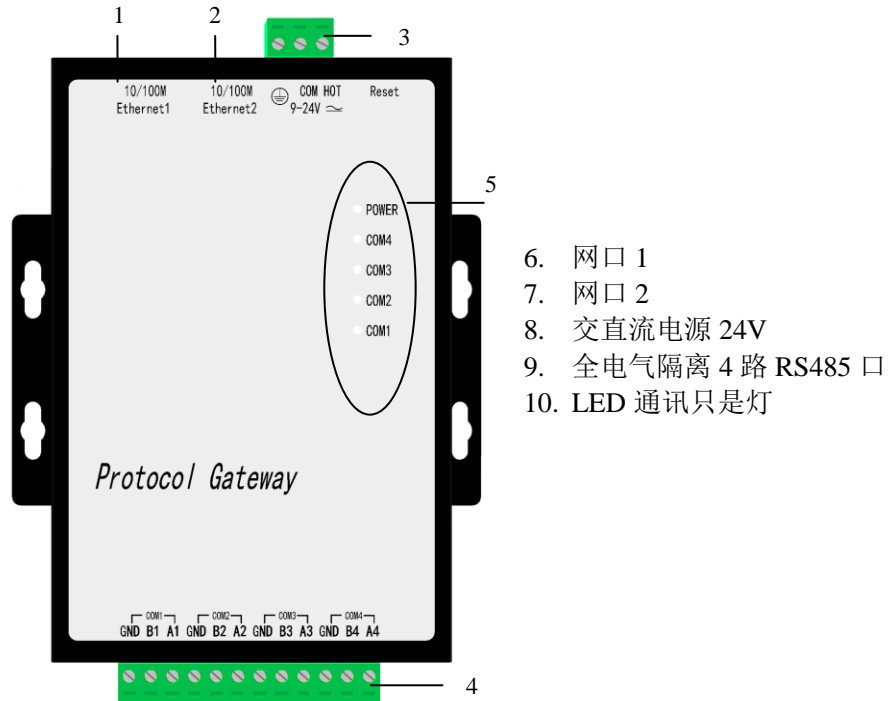 1
2
3
10/100M
Ethernet1
10/100M
Ethernet2
COM HOT
9-24V
Reset
5
POWER
COM4
COM3
COM2
COM1
6. 网口 1
7. 网口 2
8. 交直流电源 24V
9. 全电气隔离 4 路 RS485 口
10. LED 通讯只是灯
Protocol Gateway
COM1 COM2 COM3 COM4
GND B1 A1 GND B2 A2 GND B3 A3 GND B4 A4
4